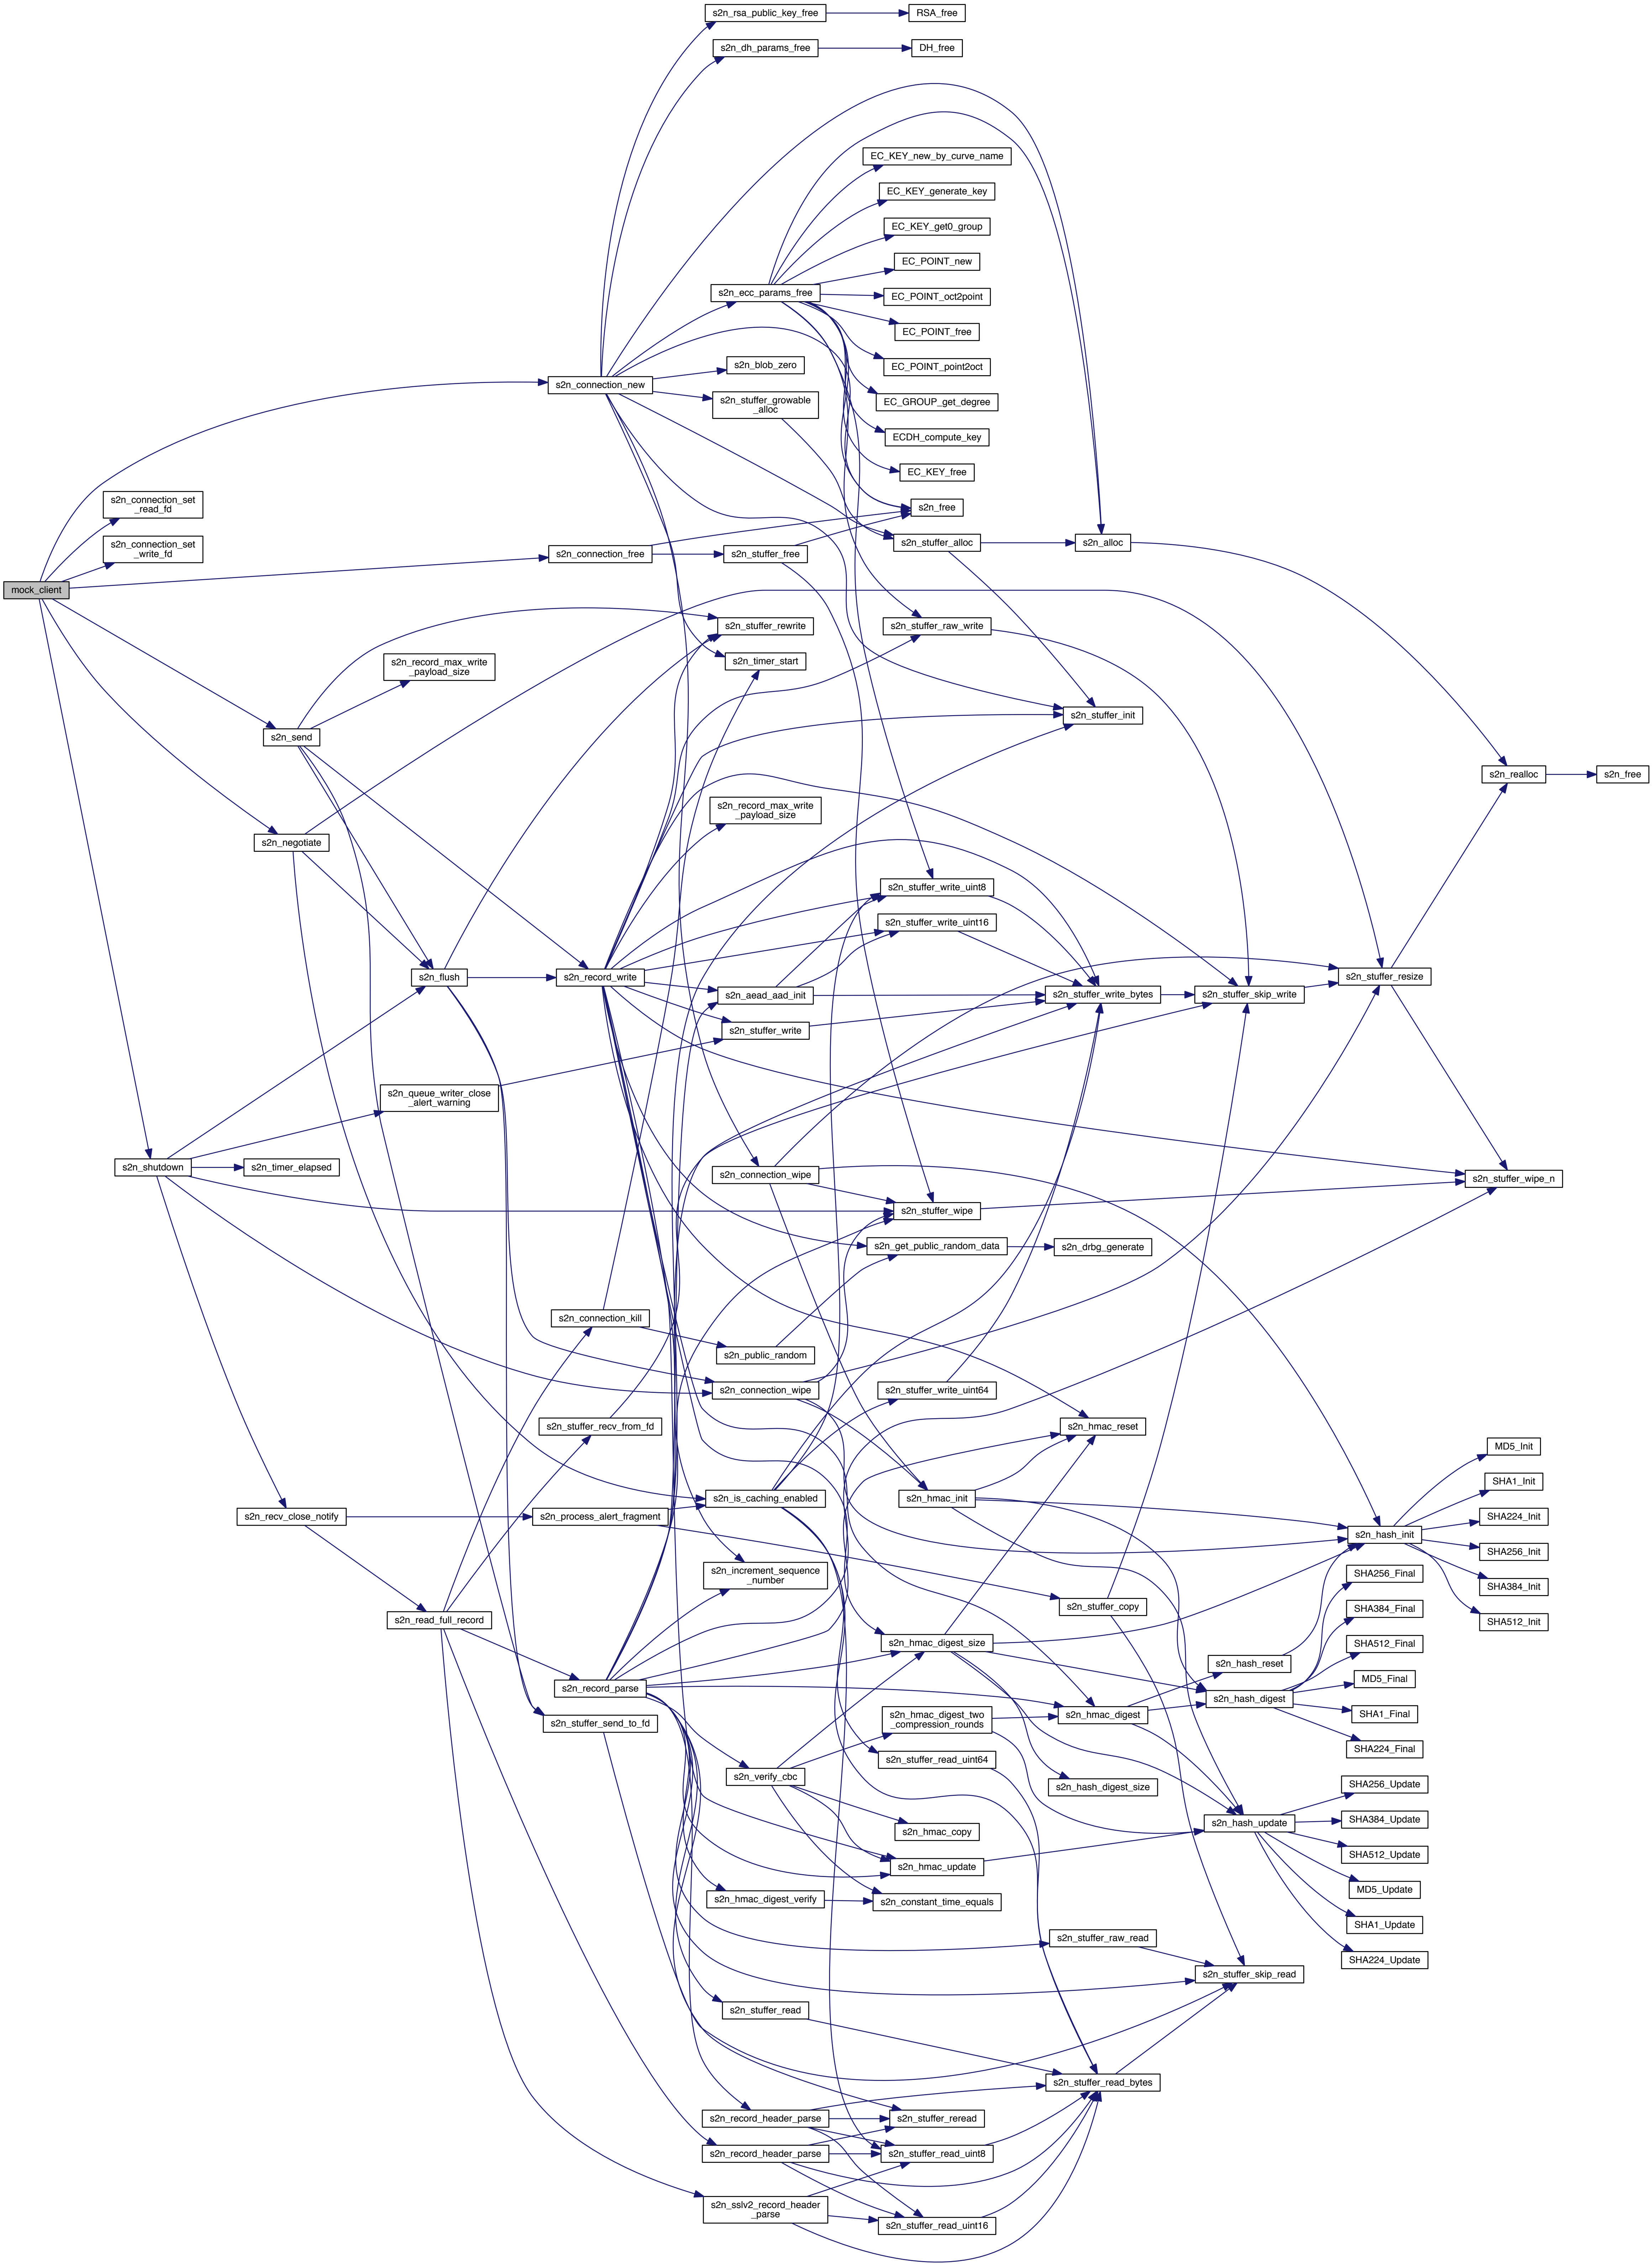 s2n_rsa_public_key_free
RSA_free
s2n_dh_params_free
DH_free
EC_KEY_new_by_curve_name
EC_KEY_generate_key
EC_KEY_get0_group
EC_POINT_new
s2n_ecc_params_free
EC_POINT_oct2point
EC_POINT_free
s2n_blob_zero
EC_POINT_point2oct
s2n_connection_new
s2n_stuffer_growable
_alloc
EC_GROUP_get_degree
ECDH_compute_key
EC_KEY_free
s2n_connection_set
_read_fd
s2n_free
s2n_connection_set
_write_fd
s2n_stuffer_alloc
s2n_alloc
s2n_connection_free
s2n_stuffer_free
mock_client
s2n_stuffer_rewrite
s2n_stuffer_raw_write
s2n_record_max_write
_payload_size
s2n_timer_start
s2n_stuffer_init
s2n_send
s2n_realloc
s2n_free
s2n_record_max_write
_payload_size
s2n_negotiate
s2n_stuffer_write_uint8
s2n_stuffer_write_uint16
s2n_flush
s2n_record_write
s2n_stuffer_resize
s2n_aead_aad_init
s2n_stuffer_write_bytes
s2n_stuffer_skip_write
s2n_stuffer_write
s2n_queue_writer_close
_alert_warning
s2n_shutdown
s2n_timer_elapsed
s2n_connection_wipe
s2n_stuffer_wipe_n
s2n_stuffer_wipe
s2n_get_public_random_data
s2n_drbg_generate
s2n_connection_kill
s2n_public_random
s2n_connection_wipe
s2n_stuffer_write_uint64
s2n_stuffer_recv_from_fd
s2n_hmac_reset
MD5_Init
SHA1_Init
s2n_is_caching_enabled
s2n_hmac_init
s2n_recv_close_notify
s2n_process_alert_fragment
SHA224_Init
s2n_hash_init
SHA256_Init
s2n_increment_sequence
_number
SHA256_Final
SHA384_Init
s2n_stuffer_copy
SHA384_Final
s2n_read_full_record
SHA512_Init
s2n_hmac_digest_size
SHA512_Final
s2n_hash_reset
MD5_Final
s2n_record_parse
s2n_hash_digest
s2n_hmac_digest_two
_compression_rounds
s2n_hmac_digest
SHA1_Final
s2n_stuffer_send_to_fd
SHA224_Final
s2n_stuffer_read_uint64
s2n_verify_cbc
s2n_hash_digest_size
SHA256_Update
SHA384_Update
s2n_hash_update
s2n_hmac_copy
SHA512_Update
s2n_hmac_update
MD5_Update
s2n_hmac_digest_verify
s2n_constant_time_equals
SHA1_Update
s2n_stuffer_raw_read
SHA224_Update
s2n_stuffer_skip_read
s2n_stuffer_read
s2n_stuffer_read_bytes
s2n_record_header_parse
s2n_stuffer_reread
s2n_record_header_parse
s2n_stuffer_read_uint8
s2n_sslv2_record_header
_parse
s2n_stuffer_read_uint16